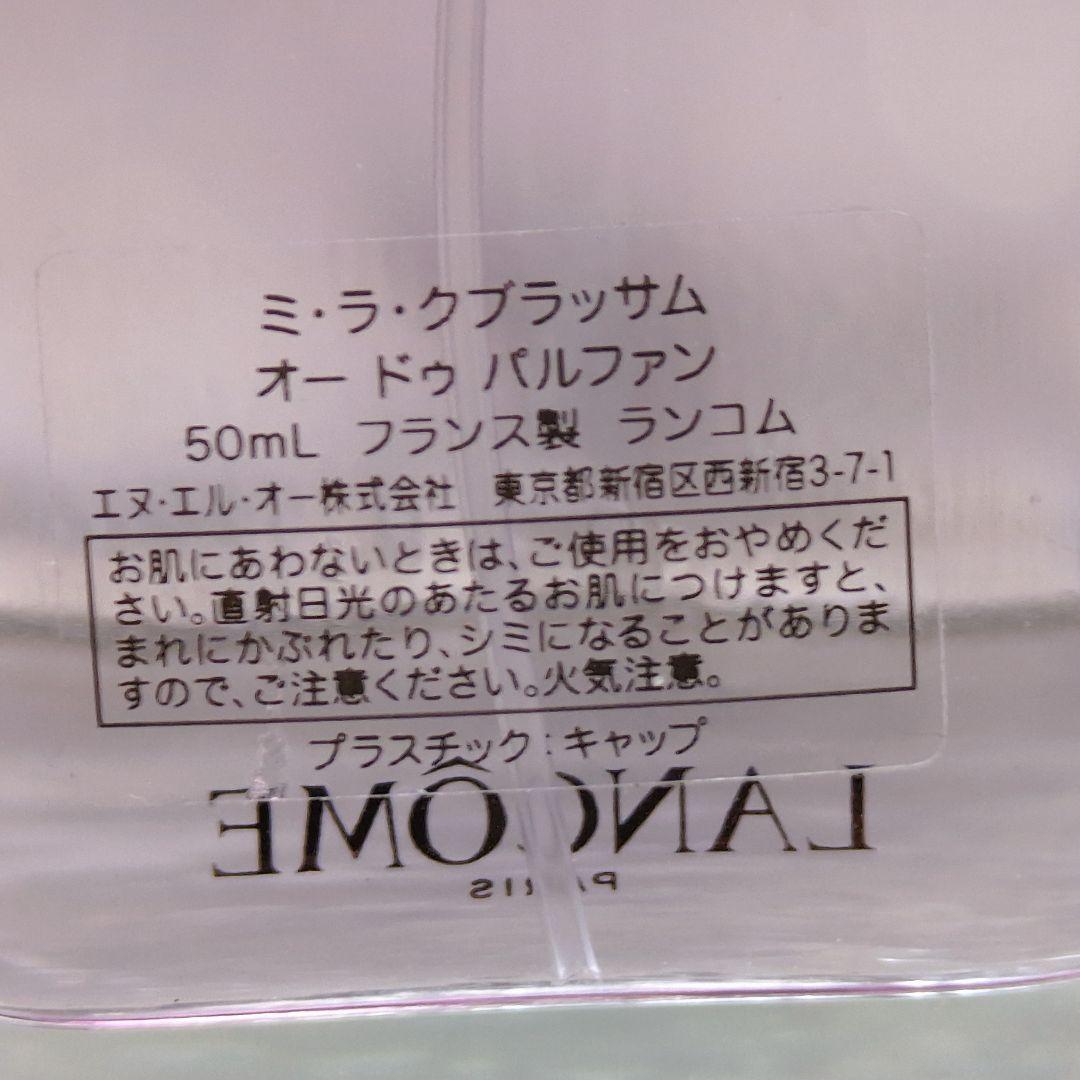 ミ・ラ・クブラッサム
オー ドゥ パルファン
50mL フランス製 ランコム
エヌ・エル・オー株式会社 東京都新宿区西新宿3-7-1
お肌にあわないときは、ご使用をおやめくだ
さい。直射日光のあたるお肌につけますと、
まれにかぶれたり、シミになることがありま
すので、ご注意ください。火気注意。
プラスチック：キャップ
LANCÔME
PARIS